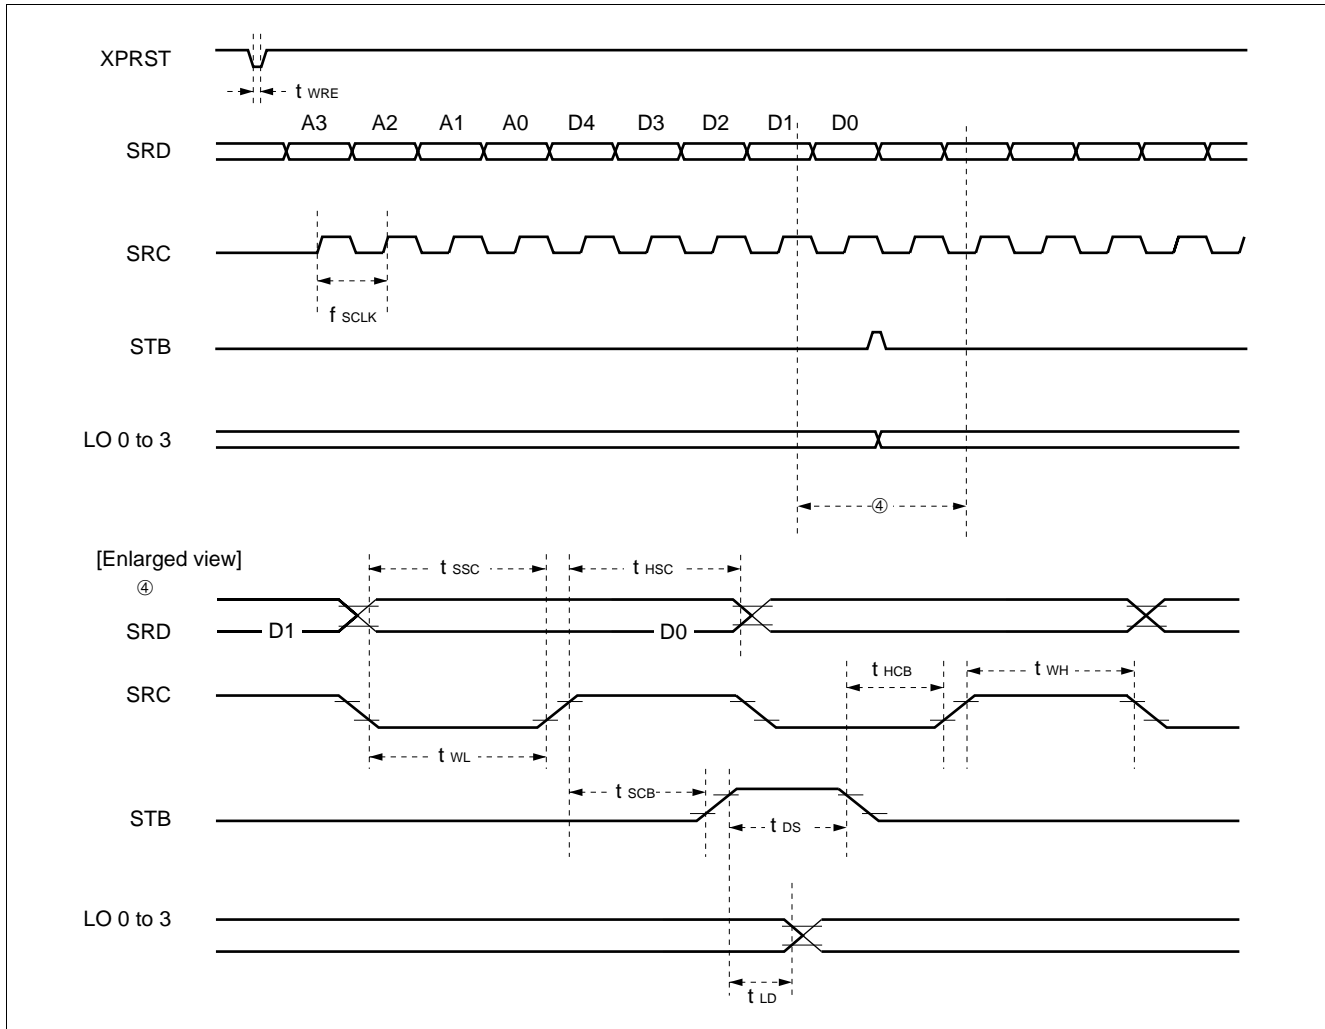 XPRST
t WRE
A3 A2 A1 A0 D4 D3 D2 D1 D0
SRD
SRC
f SCLK
STB
LO 0 to 3
④
[Enlarged view]
④
t SSC t HSC
SRD
D1 D0
SRC
t HCB t WH
t WL
t SCB
STB
t DS
LO 0 to 3
t LD